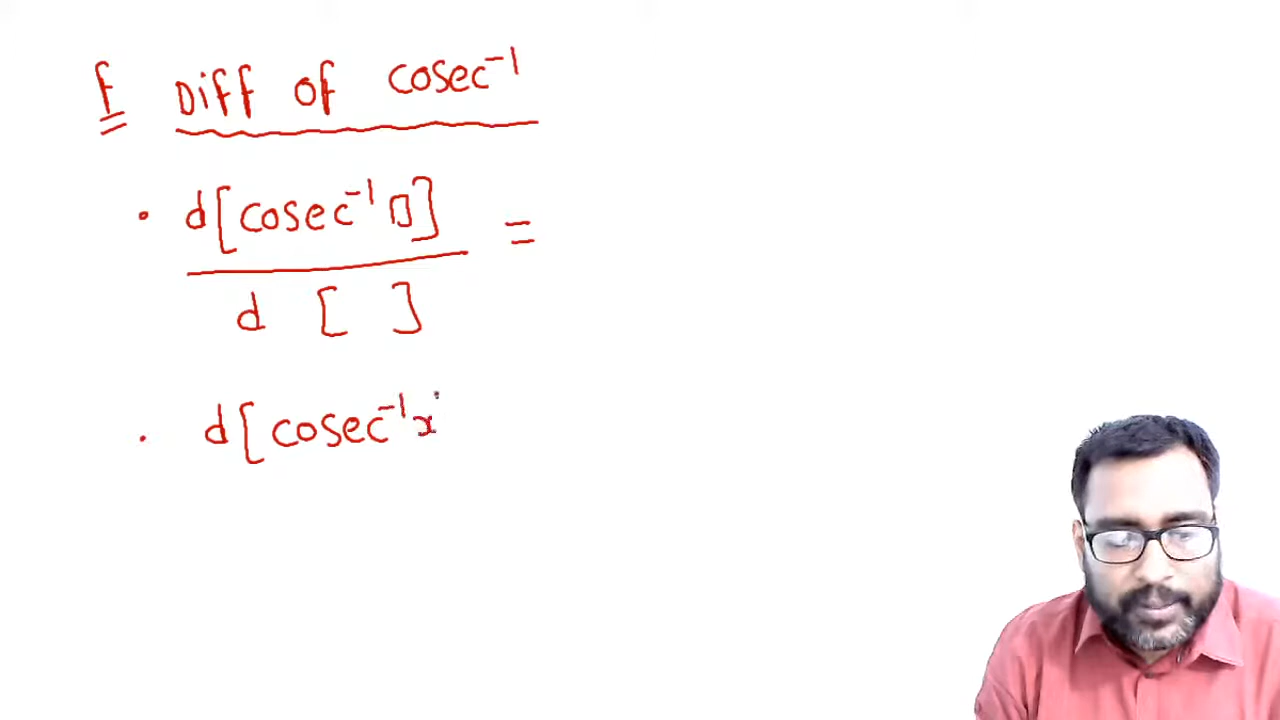 F Diff of cosec⁻¹
• d[cosec⁻¹ ▯] =
d [ ]
• d[cosec⁻¹x